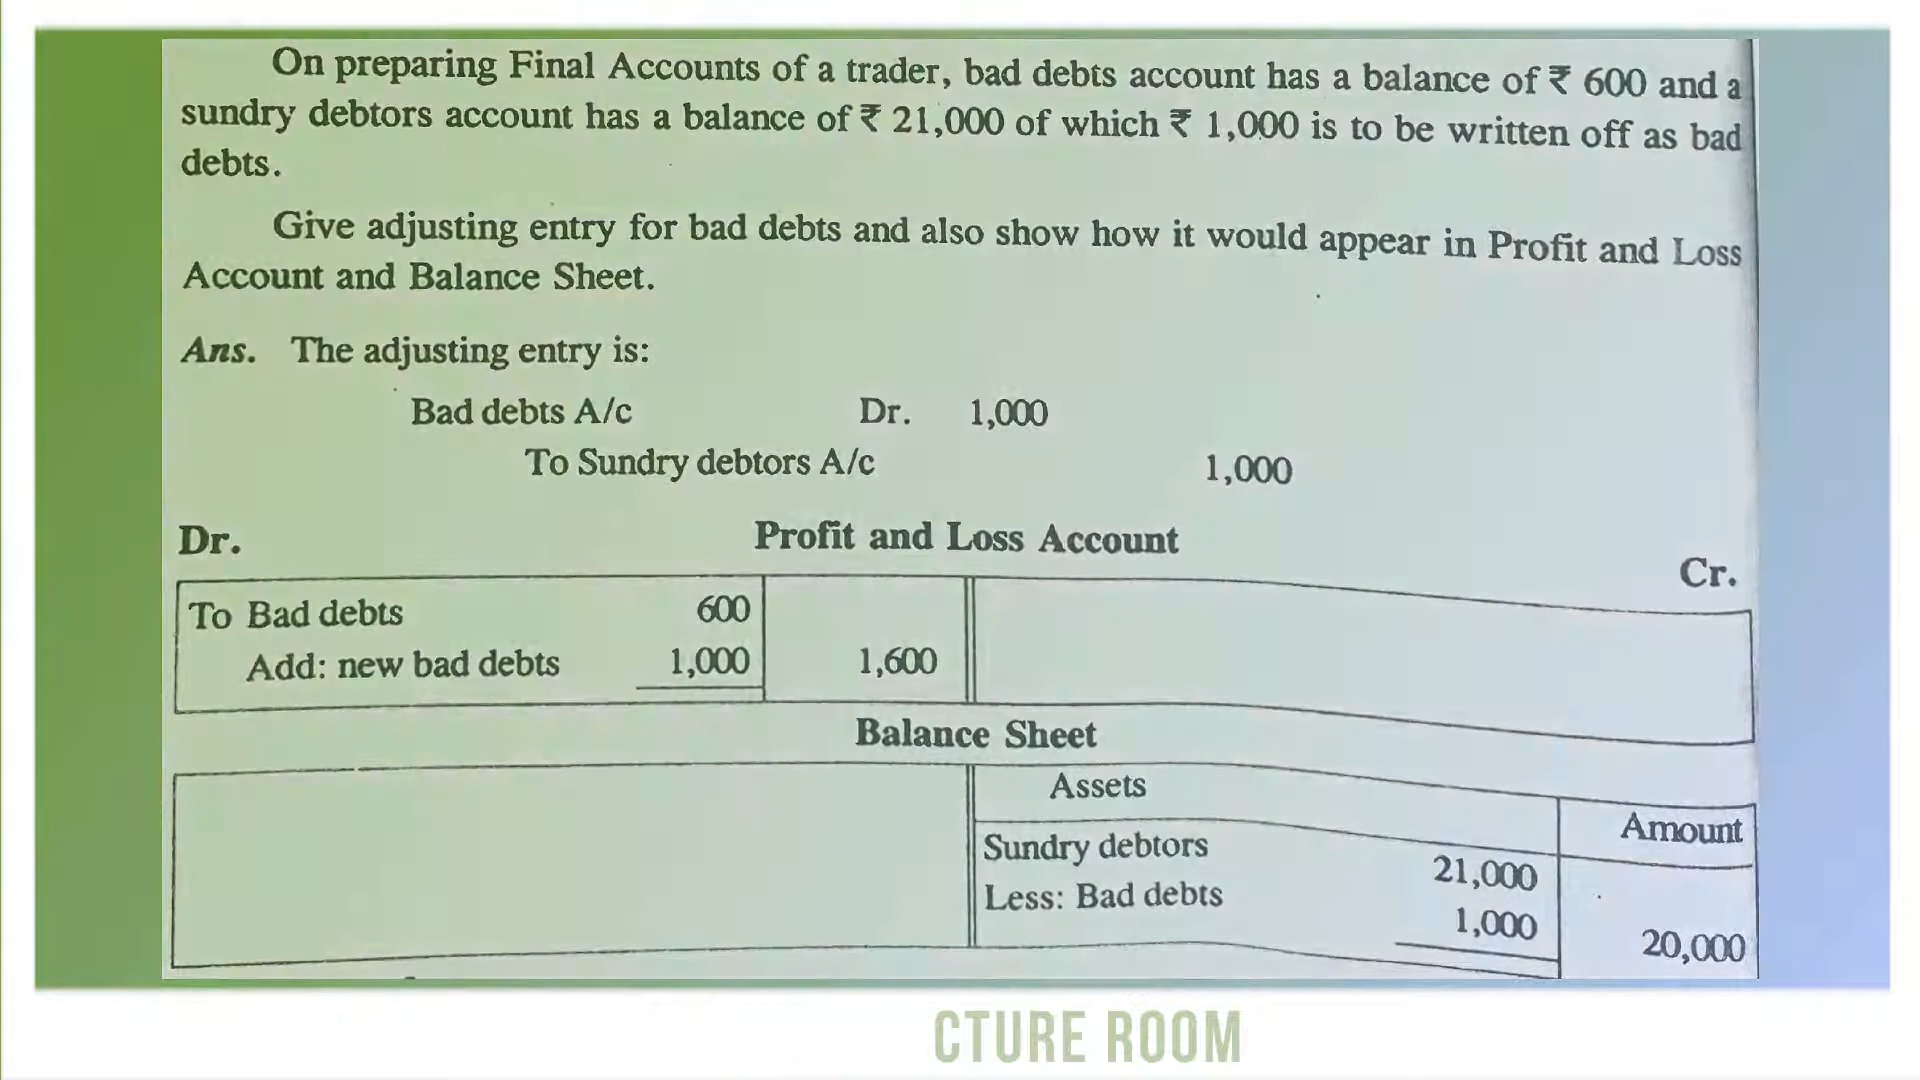 On preparing Final Accounts of a trader, bad debts account has a balance of ₹ 600 and a
sundry debtors account has a balance of ₹ 21,000 of which ₹ 1,000 is to be written off as bad
debts.
Give adjusting entry for bad debts and also show how it would appear in Profit and Loss
Account and Balance Sheet.
Ans. The adjusting entry is:
Bad debts A/c Dr. 1,000
To Sundry debtors A/c 1,000
Dr. Profit and Loss Account Cr.
To Bad debts 600
Add: new bad debts 1,000 1,600
Balance Sheet
Assets Amount
Sundry debtors 21,000
Less: Bad debts 1,000 20,000
CTURE ROOM